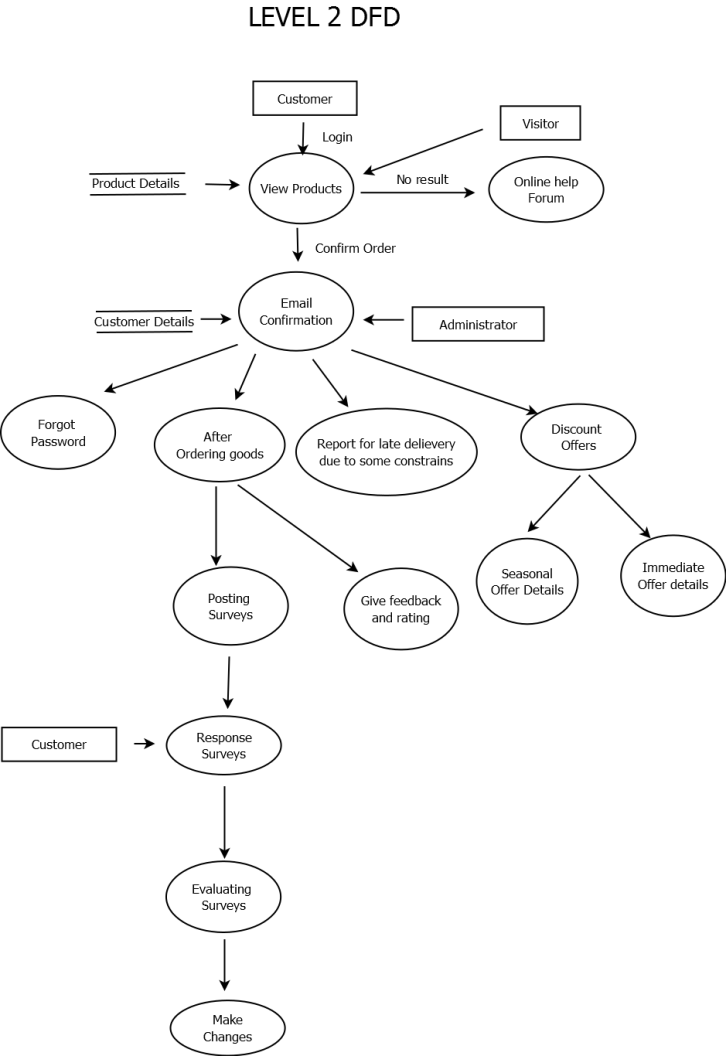 LEVEL 2 DFD
Customer
Visitor
Login
Product Details
View Products
No result
Online help
Forum
Confirm Order
Email
Confirmation
Customer Details
Administrator
Forgot
Password
After
Ordering goods
Report for late delievery
due to some constrains
Discount
Offers
Seasonal
Offer Details
Immediate
Offer details
Posting
Surveys
Give feedback
and rating
Customer
Response
Surveys
Evaluating
Surveys
Make
Changes